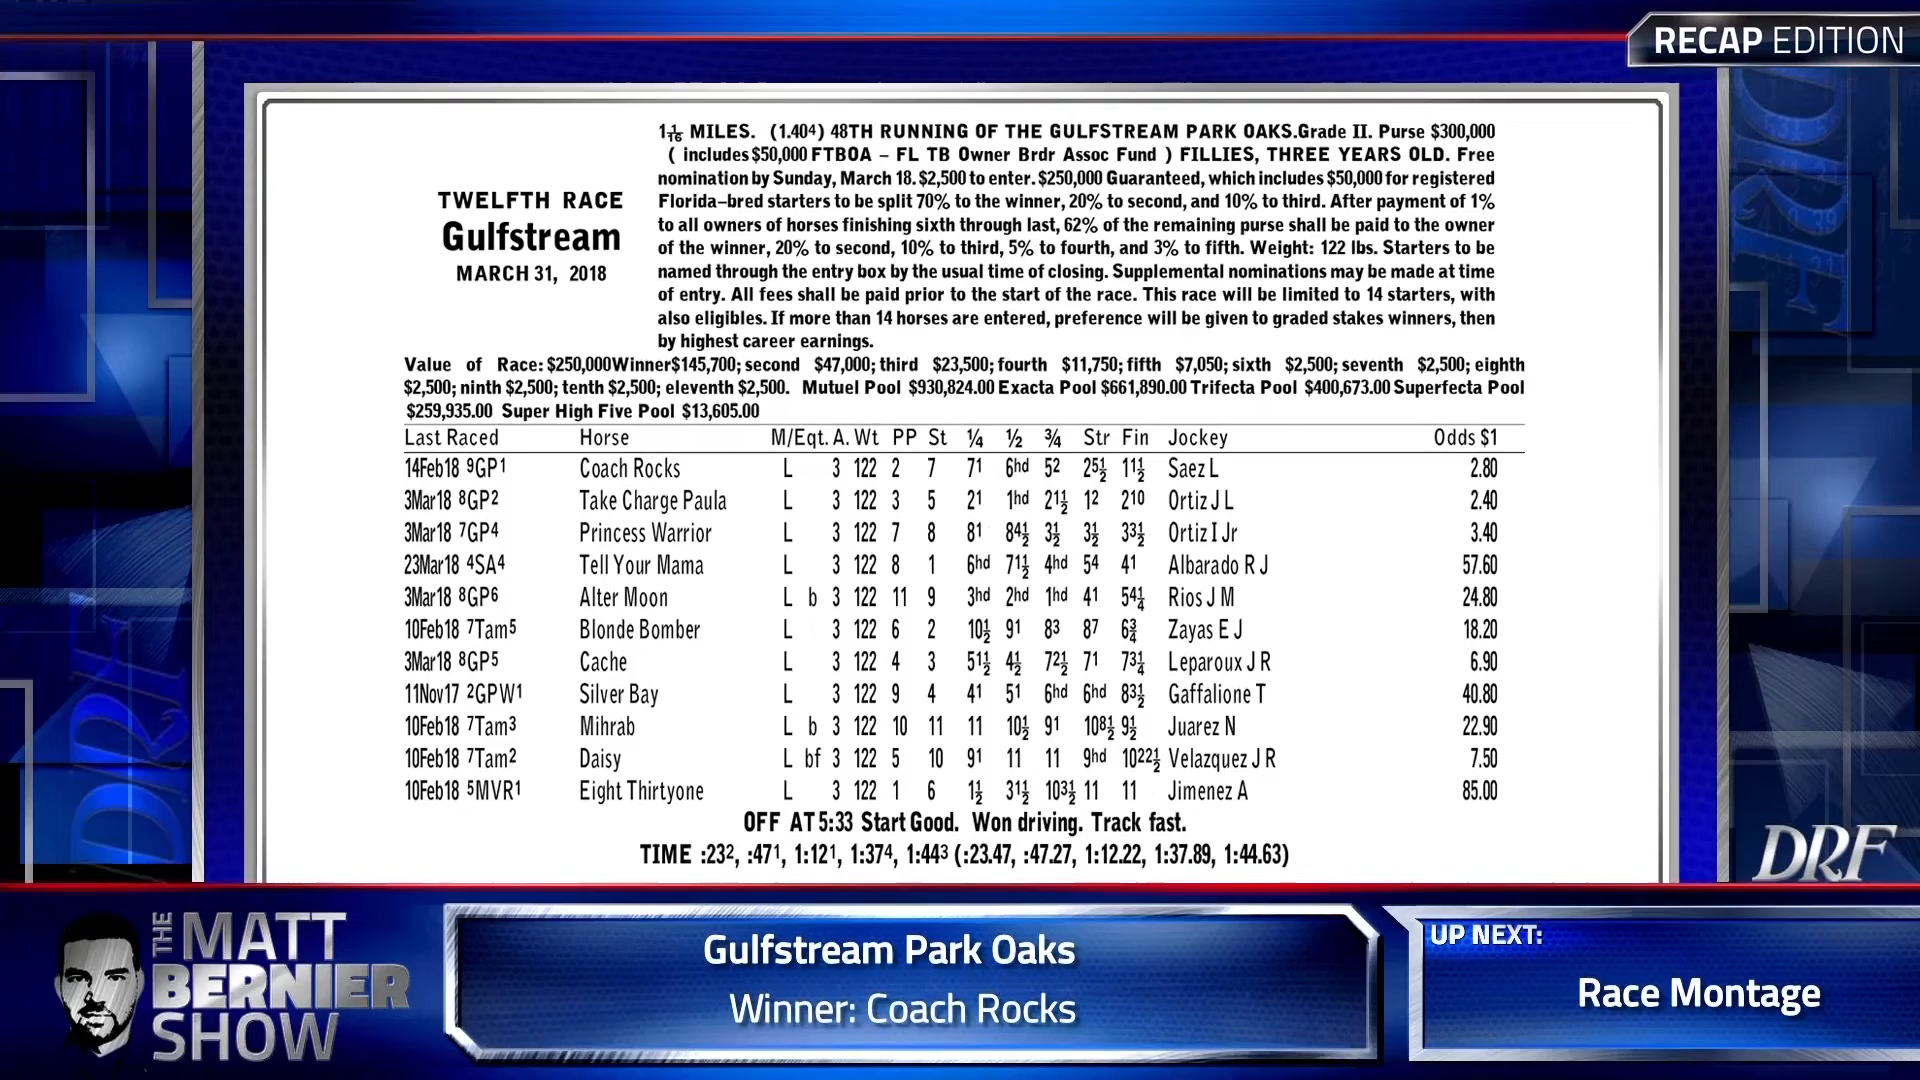 RECAP EDITION
1 1/16 MILES. (1.40⁴) 48TH RUNNING OF THE GULFSTREAM PARK OAKS.Grade II. Purse $300,000
( includes $50,000 FTBOA – FL TB Owner Brdr Assoc Fund ) FILLIES, THREE YEARS OLD. Free
nomination by Sunday, March 18. $2,500 to enter. $250,000 Guaranteed, which includes $50,000 for registered
TWELFTH RACE
Florida–bred starters to be split 70% to the winner, 20% to second, and 10% to third. After payment of 1%
Gulfstream
to all owners of horses finishing sixth through last, 62% of the remaining purse shall be paid to the owner
of the winner, 20% to second, 10% to third, 5% to fourth, and 3% to fifth. Weight: 122 lbs. Starters to be
MARCH 31, 2018
named through the entry box by the usual time of closing. Supplemental nominations may be made at time
of entry. All fees shall be paid prior to the start of the race. This race will be limited to 14 starters, with
also eligibles. If more than 14 horses are entered, preference will be given to graded stakes winners, then
by highest career earnings.
Value of Race: $250,000Winner$145,700; second $47,000; third $23,500; fourth $11,750; fifth $7,050; sixth $2,500; seventh $2,500; eighth
$2,500; ninth $2,500; tenth $2,500; eleventh $2,500. Mutuel Pool $930,824.00 Exacta Pool $661,890.00 Trifecta Pool $400,673.00 Superfecta Pool
$259,935.00 Super High Five Pool $13,605.00
Last Raced Horse M/Eqt. A. Wt PP St ¼ ½ ¾ Str Fin Jockey Odds $1
14Feb18 ⁹GP¹ Coach Rocks L 3 122 2 7 7¹ 6ʰᵈ 5² 2⁵½ 1¹½ Saez L 2.80
3Mar18 ⁸GP² Take Charge Paula L 3 122 3 5 2¹ 1ʰᵈ 2¹½ 1² 2¹⁰ Ortiz J L 2.40
3Mar18 ⁷GP⁴ Princess Warrior L 3 122 7 8 8¹ 8⁴½ 3½ 3½ 3³½ Ortiz I Jr 3.40
23Mar18 ⁴SA⁴ Tell Your Mama L 3 122 8 1 6ʰᵈ 7¹½ 4ʰᵈ 5⁴ 4¹ Albarado R J 57.60
3Mar18 ⁸GP⁶ Alter Moon L b 3 122 11 9 3ʰᵈ 2ʰᵈ 1ʰᵈ 4¹ 5⁴¼ Rios J M 24.80
10Feb18 ⁷Tam⁵ Blonde Bomber L 3 122 6 2 10½ 9¹ 8³ 8⁷ 6¾ Zayas E J 18.20
3Mar18 ⁸GP⁵ Cache L 3 122 4 3 5¹½ 4½ 7²½ 7¹ 7³¼ Leparoux J R 6.90
11Nov17 ²GPW¹ Silver Bay L 3 122 9 4 4¹ 5¹ 6ʰᵈ 6ʰᵈ 8³½ Gaffalione T 40.80
10Feb18 ⁷Tam³ Mihrab L b 3 122 10 11 11 10½ 9¹ 10⁸½ 9½ Juarez N 22.90
10Feb18 ⁷Tam² Daisy L bf 3 122 5 10 9¹ 11 11 9ʰᵈ 10²²½ Velazquez J R 7.50
10Feb18 ⁵MVR¹ Eight Thirtyone L 3 122 1 6 1½ 3¹½ 10³½ 11 11 Jimenez A 85.00
OFF AT 5:33 Start Good. Won driving. Track fast.
TIME :23², :47¹, 1:12¹, 1:37⁴, 1:44³ (:23.47, :47.27, 1:12.22, 1:37.89, 1:44.63)
DRF
DRF
DRF
THE
MATT
BERNIER
SHOW
Gulfstream Park Oaks
Winner: Coach Rocks
UP NEXT:
Race Montage